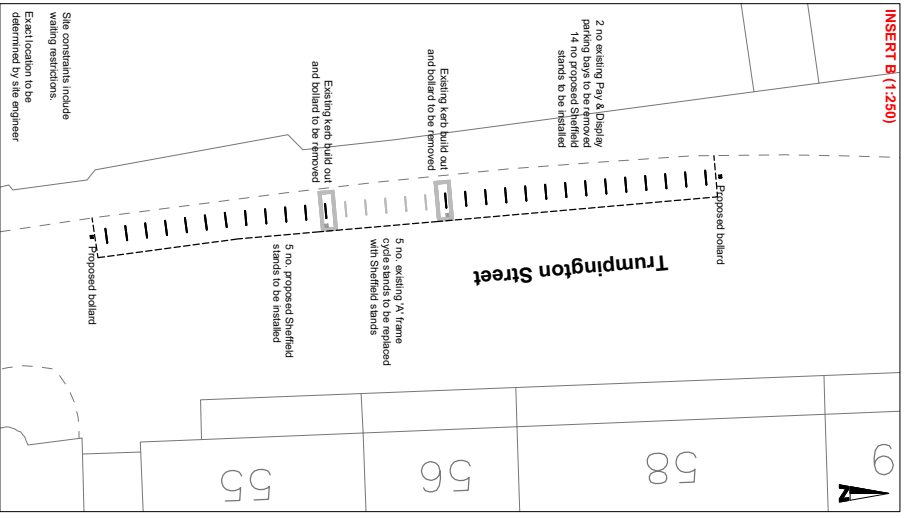 INSERT B (1:250)
2 no existing Pay & Display
parking bays to be removed
14 no proposed Sheffield
stands to be installed
Existing kerb build out
and bollard to be removed
Existing kerb build out
and bollard to be removed
Site constraints include
waiting restrictions.
Exact location to be
determined by site engineer
Proposed bollard
Trumpington Street
5 no. existing 'A' frame
cycle stands to be replaced
with Sheffield stands
5 no. proposed Sheffield
stands to be installed
Proposed bollard
55
56
58
9
N